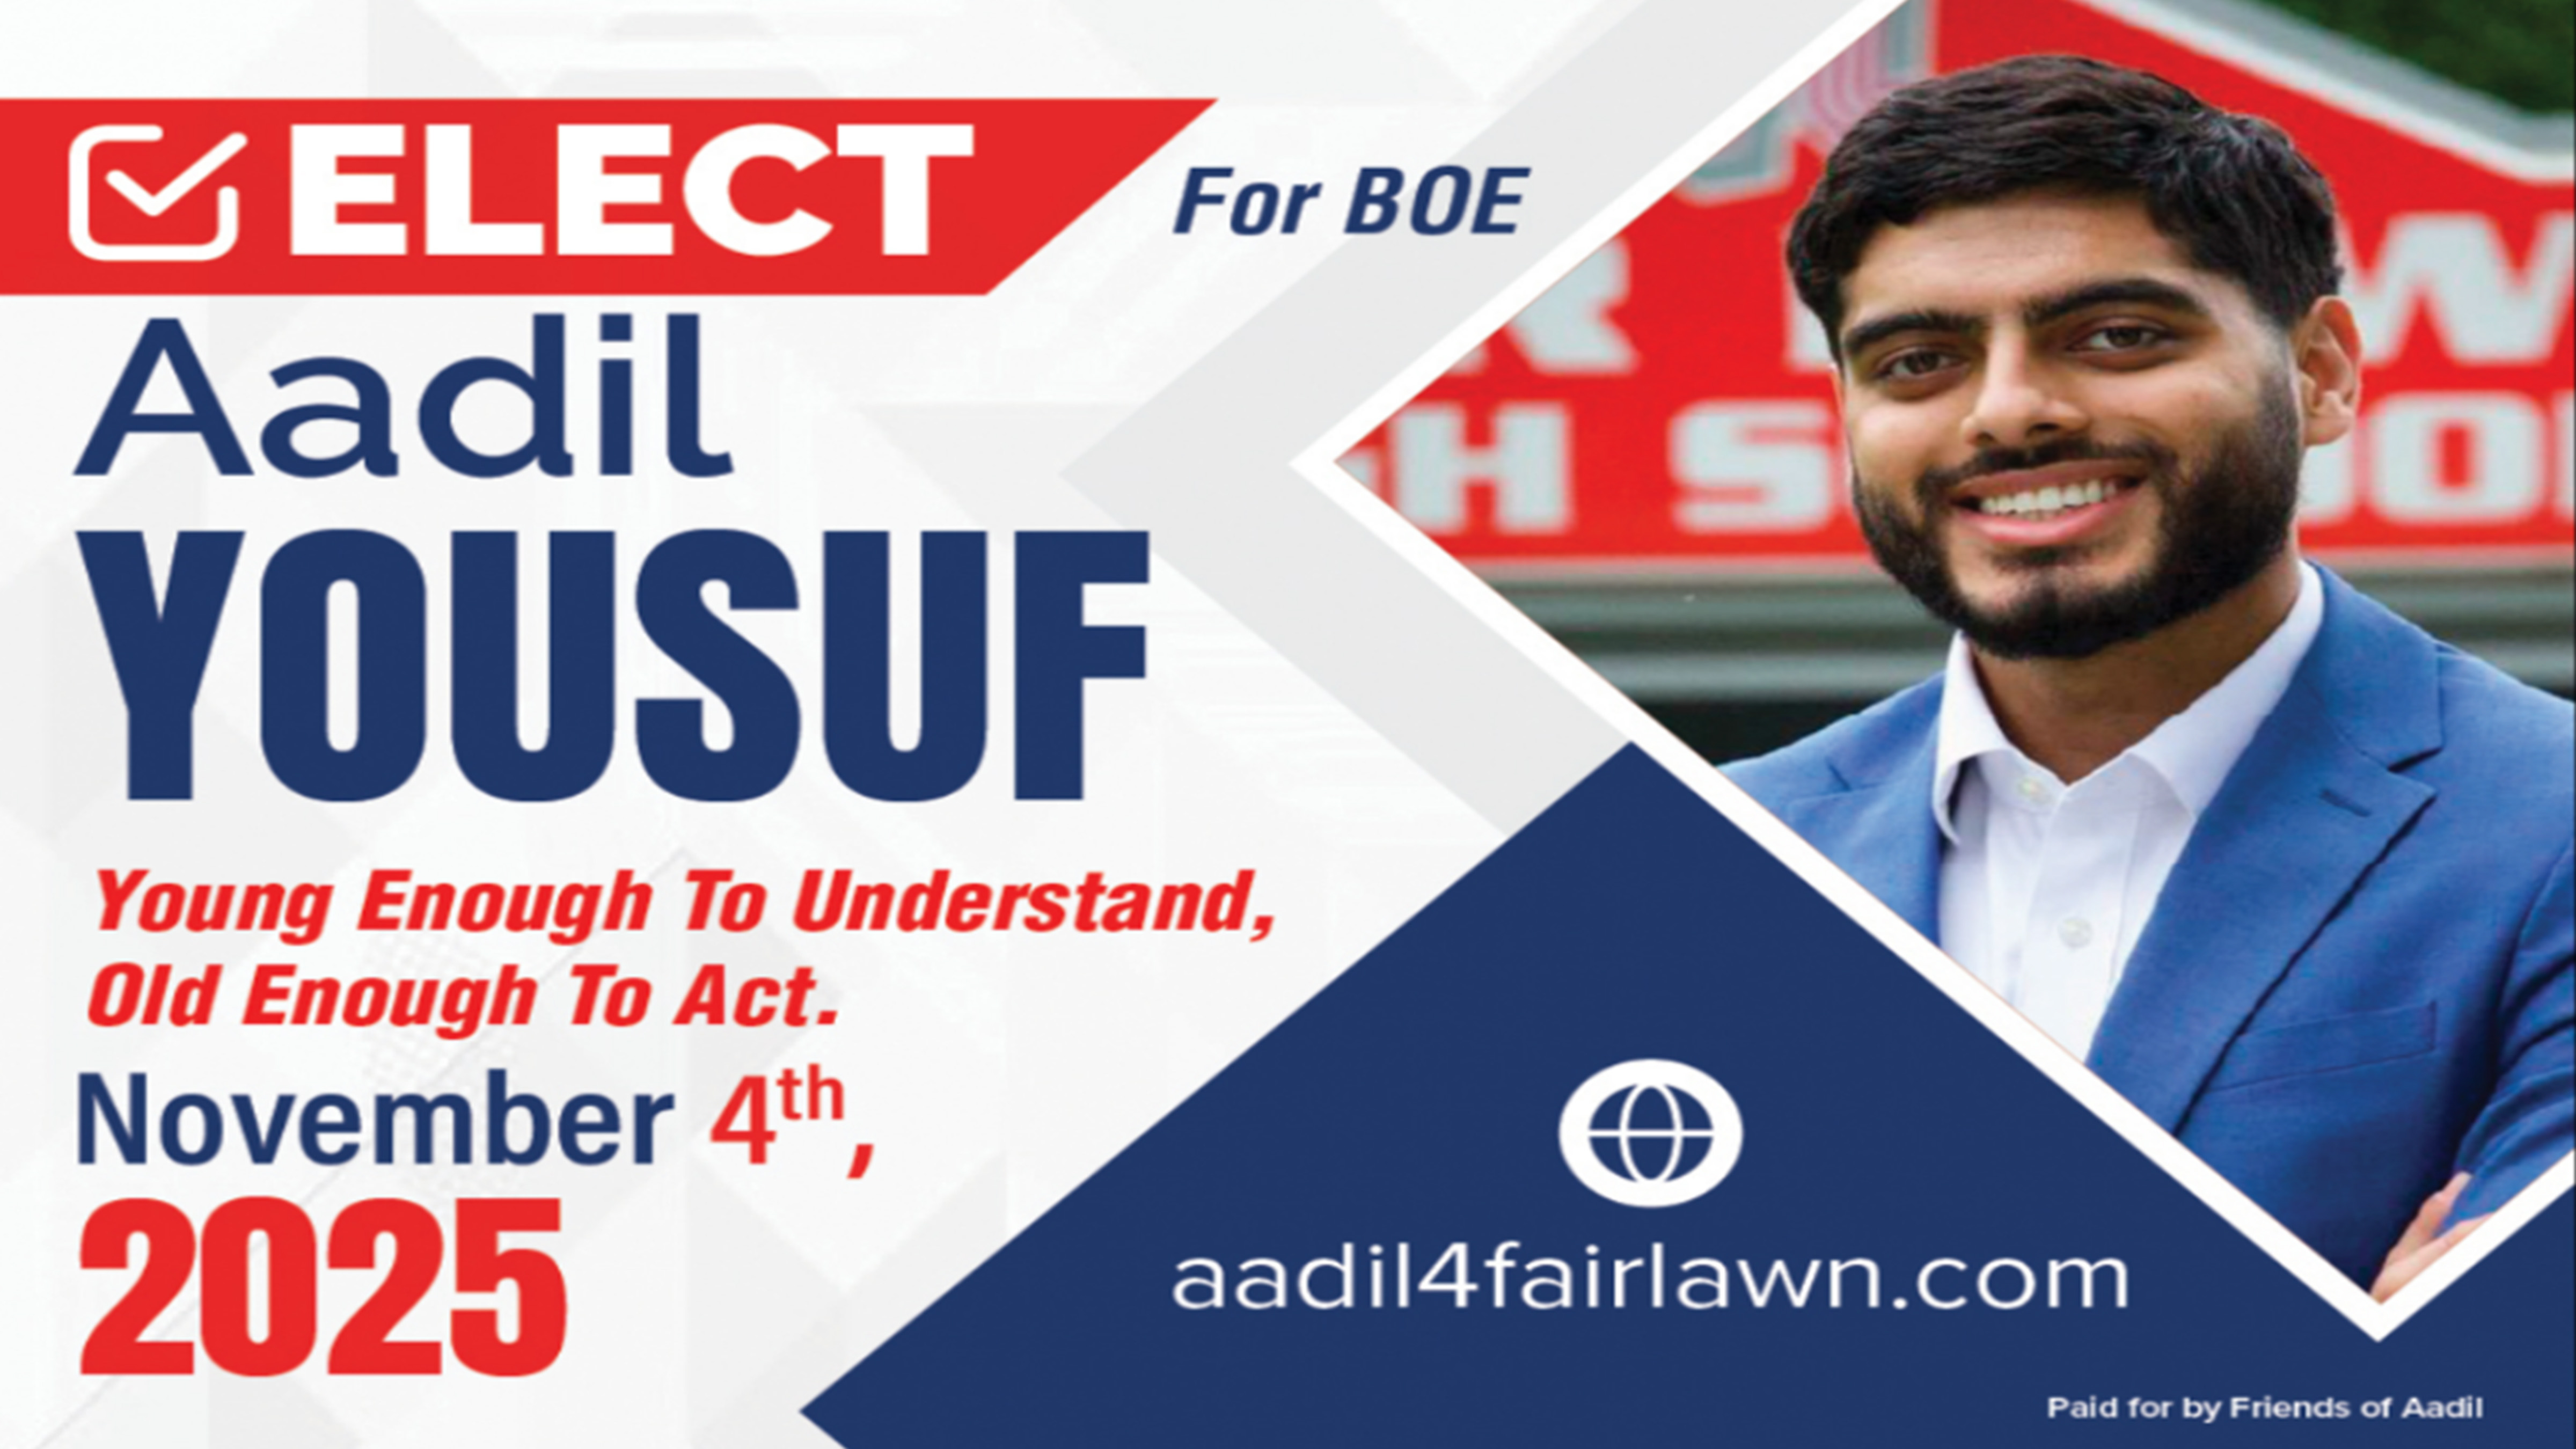 ELECT
For BOE
Aadil
YOUSUF
Young Enough To Understand,
Old Enough To Act.
November 4th,
2025
aadil4fairlawn.com
Paid for by Friends of Aadil
R W
H S OO